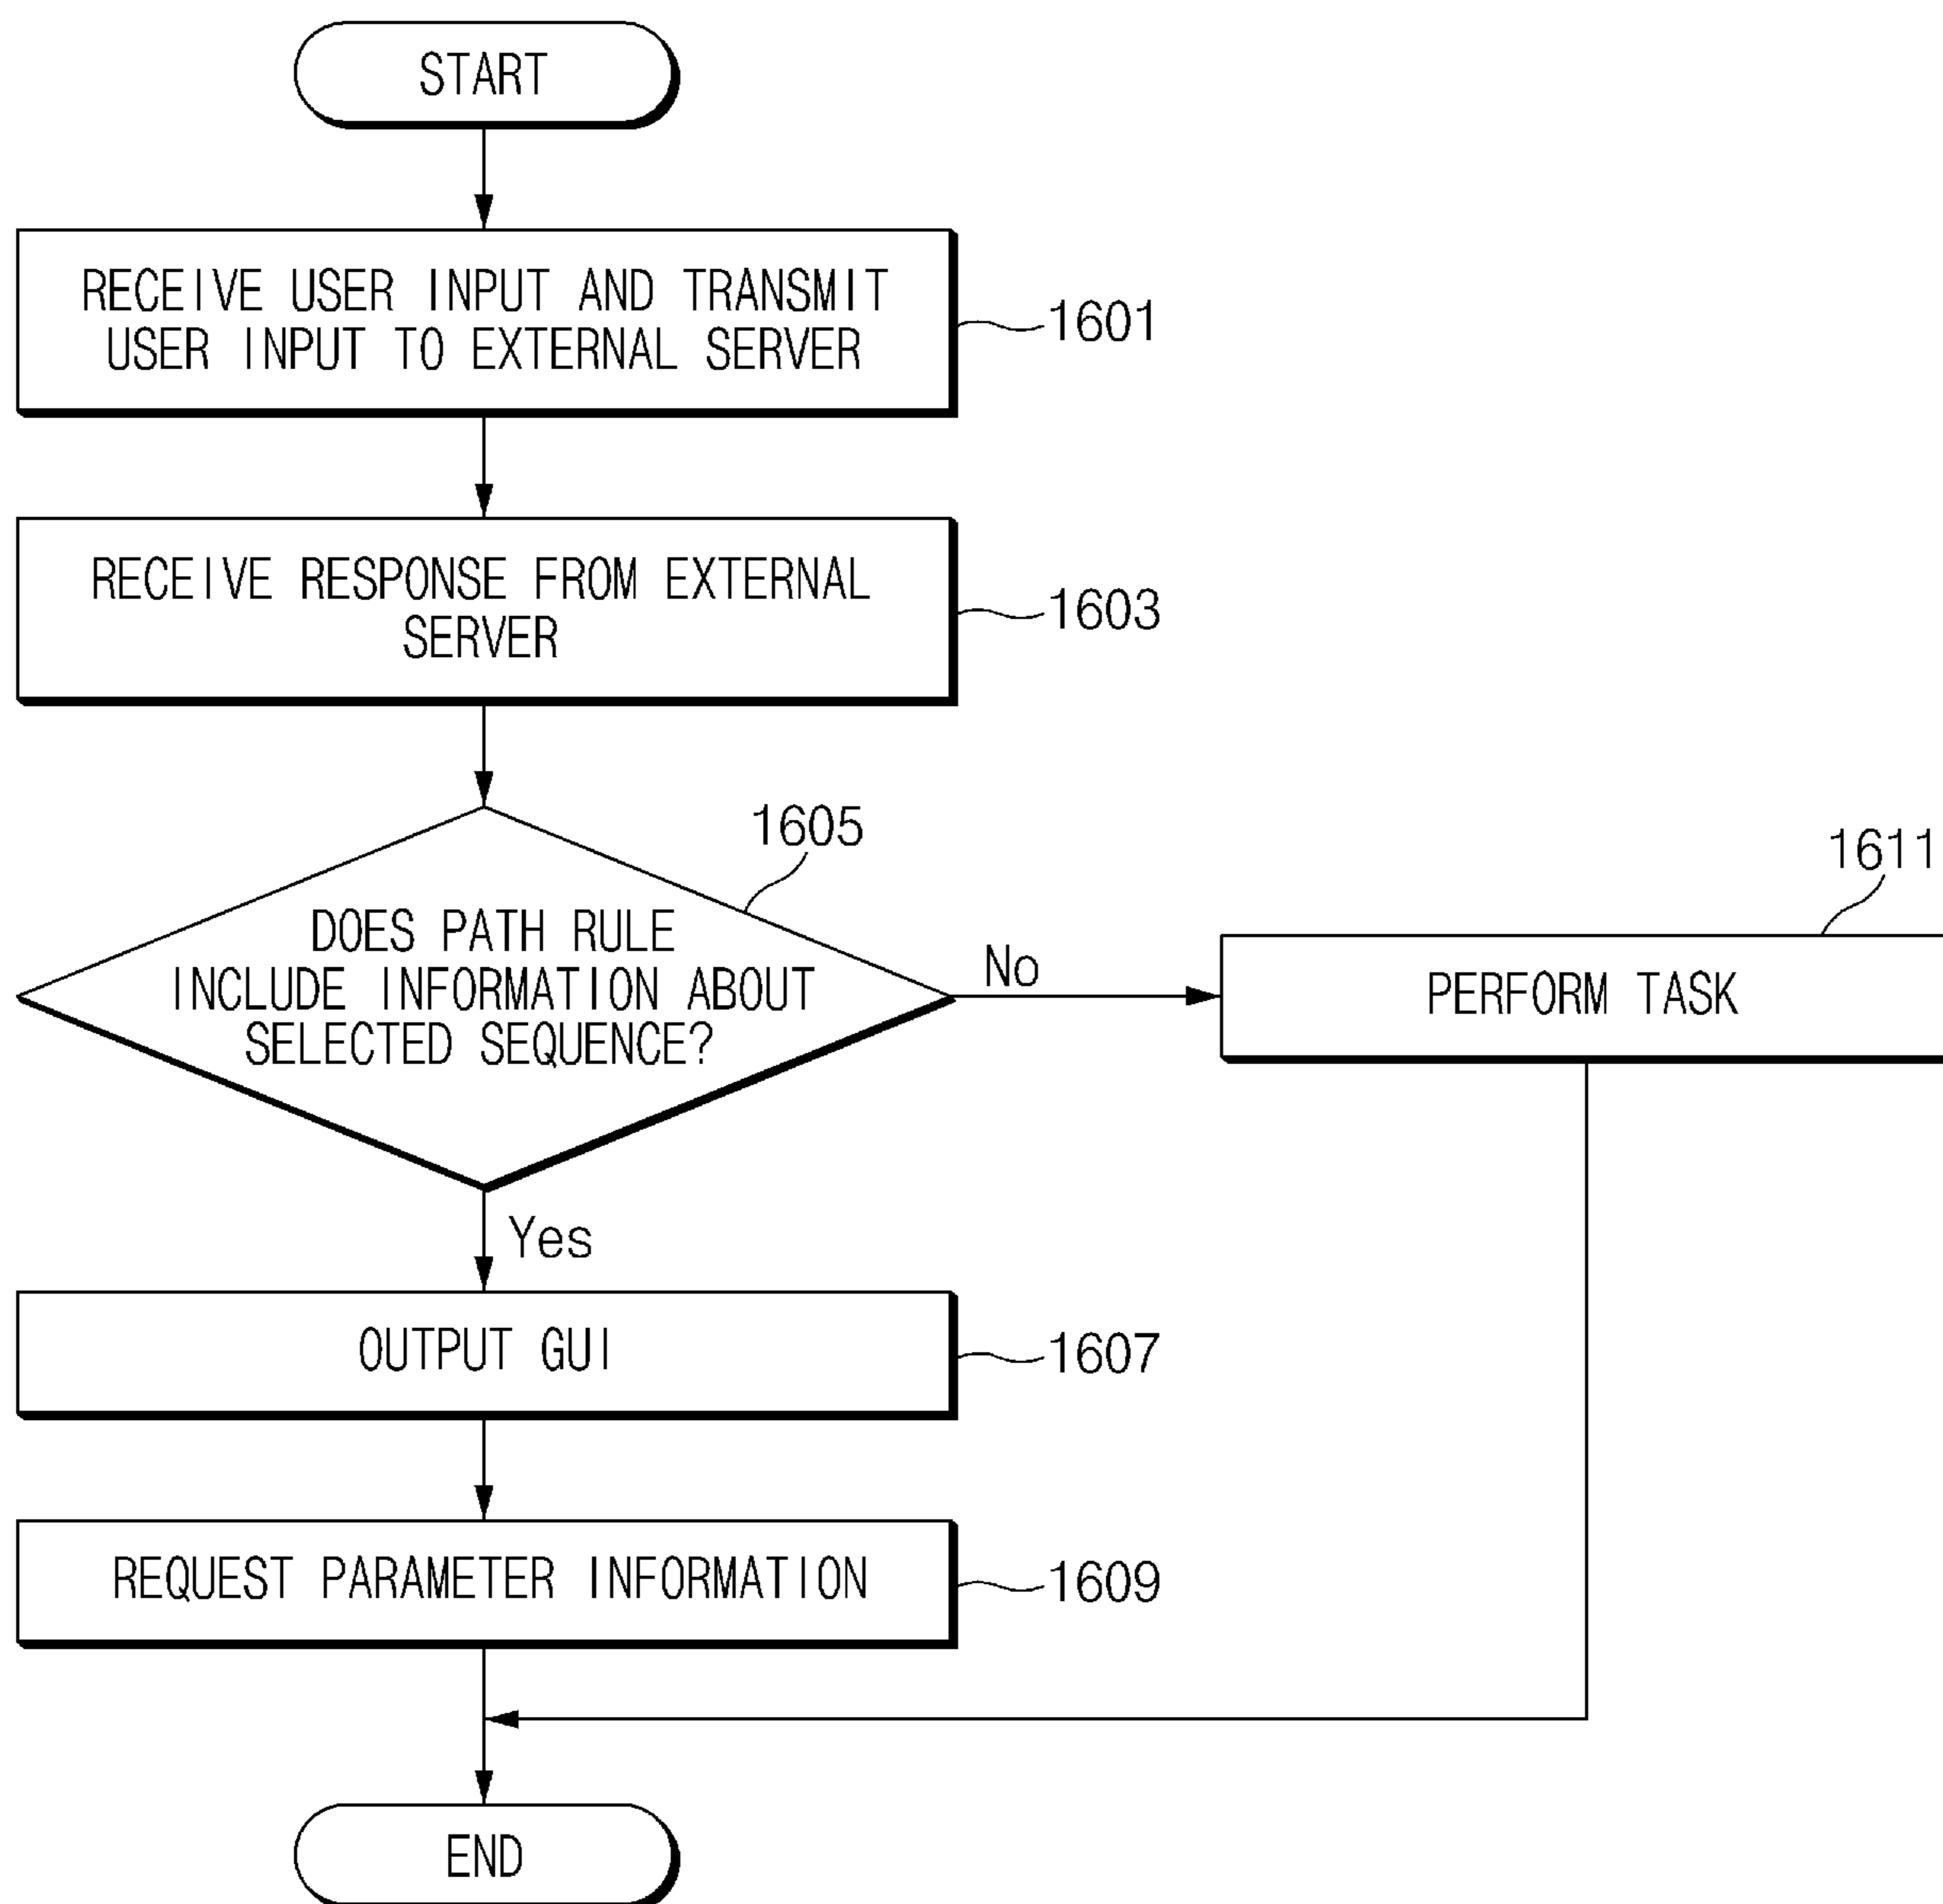 START
RECEIVE USER INPUT AND TRANSMIT
USER INPUT TO EXTERNAL SERVER
1601
RECEIVE RESPONSE FROM EXTERNAL
SERVER
1603
1605
DOES PATH RULE
INCLUDE INFORMATION ABOUT
SELECTED SEQUENCE?
No
1611
PERFORM TASK
Yes
OUTPUT GUI
1607
REQUEST PARAMETER INFORMATION
1609
END